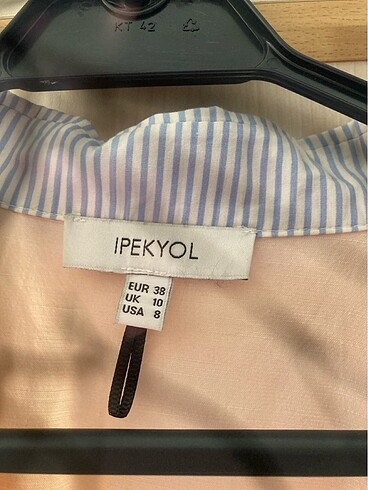 KT 42
IPEKYOL
EUR 38
UK 10
USA 8